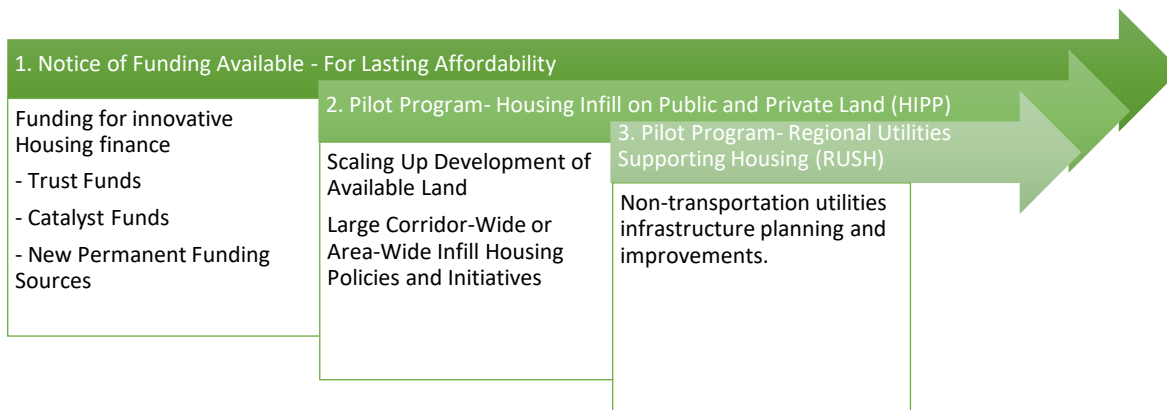 1. Notice of Funding Available - For Lasting Affordability
Funding for innovative
Housing finance
- Trust Funds
- Catalyst Funds
- New Permanent Funding
Sources
2. Pilot Program- Housing Infill on Public and Private Land (HIPP)
Scaling Up Development of
Available Land
Large Corridor-Wide or
Area-Wide Infill Housing
Policies and Initiatives
3. Pilot Program- Regional Utilities
Supporting Housing (RUSH)
Non-transportation utilities
infrastructure planning and
improvements.